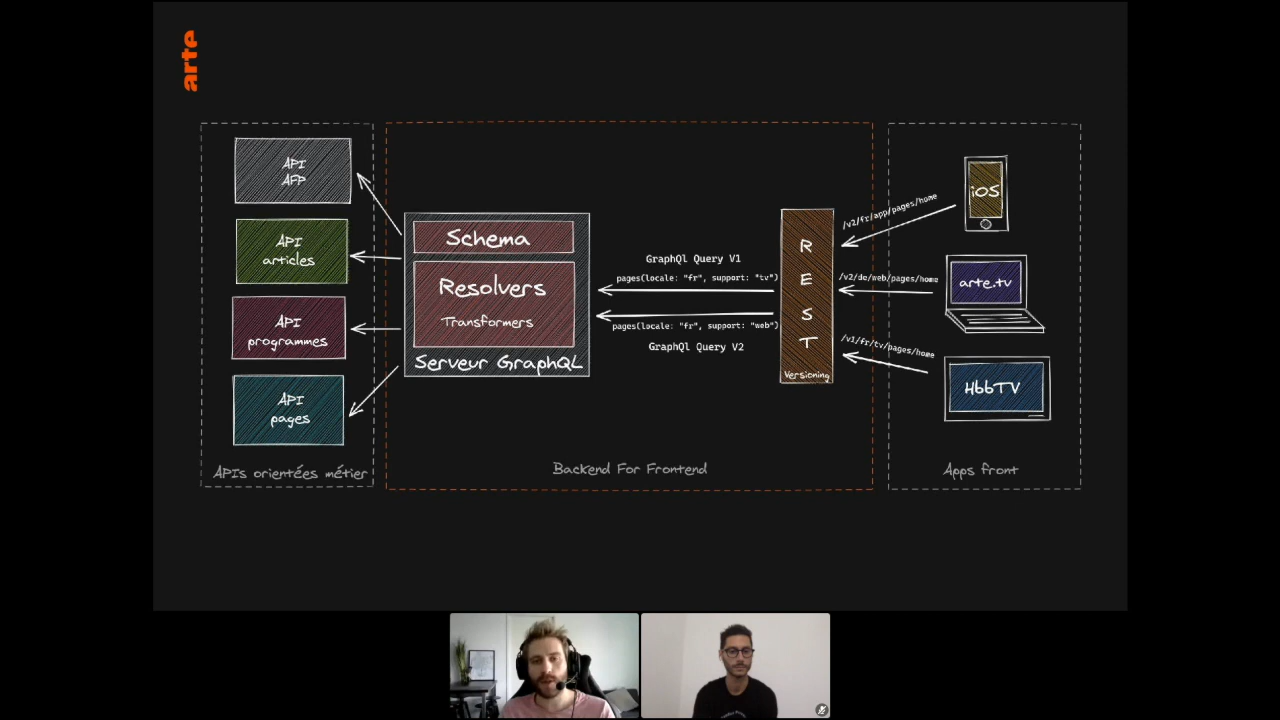 arte
API
AFP
API
articles
API
programmes
API
pages
APIs orientées métier
Schema
Resolvers
Transformers
Serveur GraphQL
GraphQl Query V1
pages(locale: "fr", support: "tv")
pages(locale: "fr", support: "web")
GraphQl Query V2
Backend For Frontend
R
E
S
T
Versioning
/v2/fr/app/pages/home
/v2/de/web/pages/home
/v1/fr/tv/pages/home
iOS
arte.tv
HbbTV
Apps front